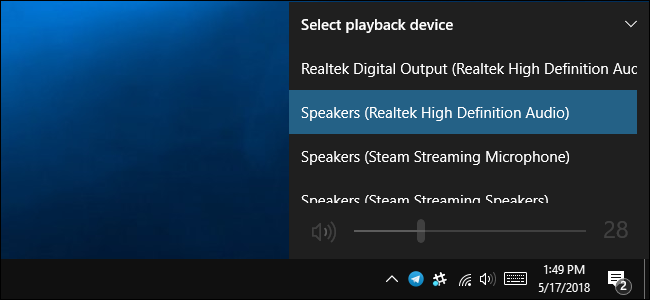 Select playback device
Realtek Digital Output (Realtek High Definition Aud
Speakers (Realtek High Definition Audio)
Speakers (Steam Streaming Microphone)
Speakers (Steam Streaming Speakers)
28
1:49 PM
5/17/2018
2